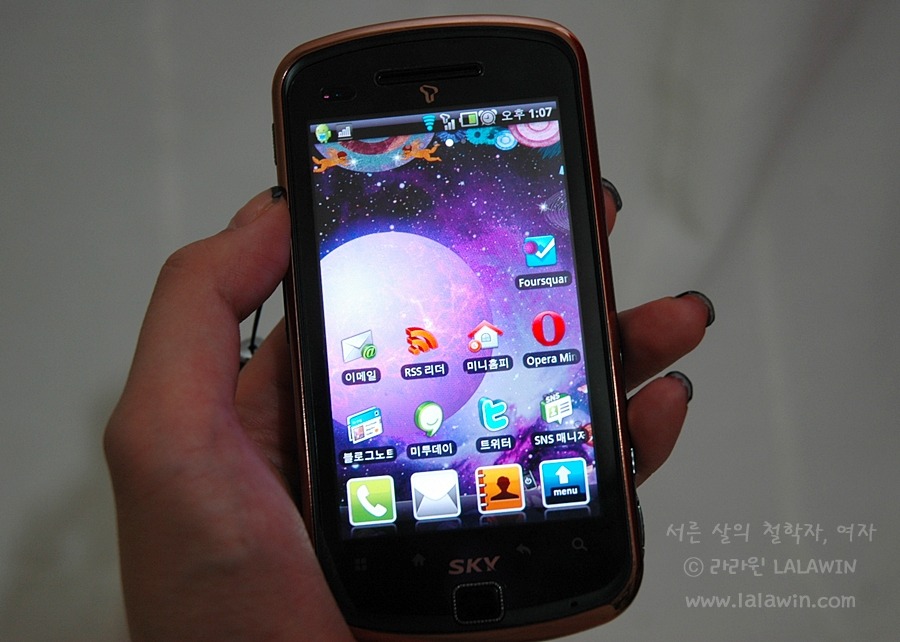 오후 1:07
Foursquar
이메일
RSS 리더
미니홈피
Opera Min
블로그노트
미투데이
트위터
SNS
SNS 매니저
menu
SKY
서른 살의 철학자, 여자
ⓒ 라라윈 LALAWIN
www.lalawin.com